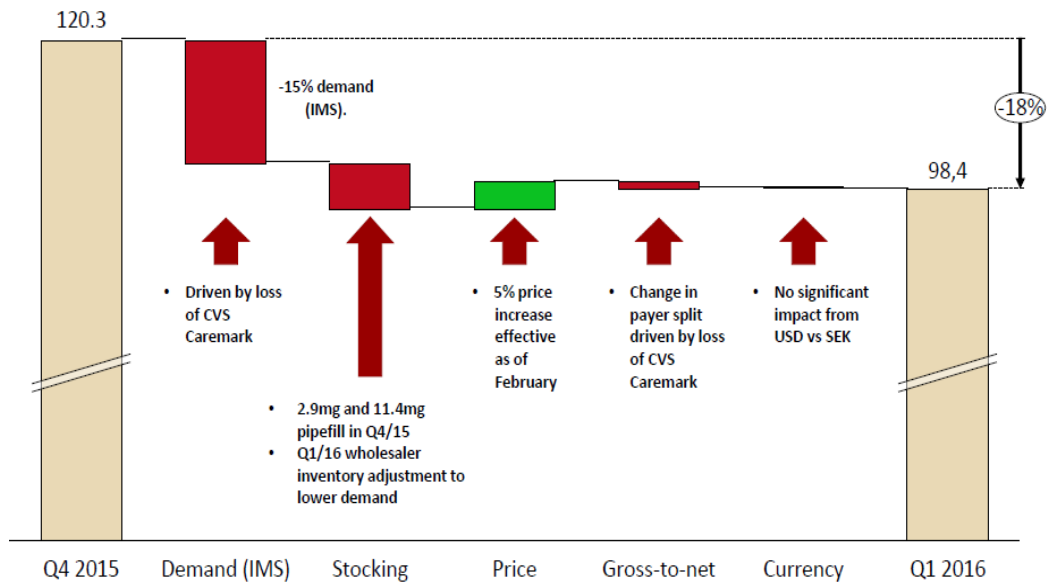 120.3
-15% demand
(IMS).
-18%
98,4
• Driven by loss
of CVS
Caremark
• 2.9mg and 11.4mg
pipefill in Q4/15
• Q1/16 wholesaler
inventory adjustment to
lower demand
• 5% price
increase
effective
as of
February
• Change in
payer split
driven by loss
of CVS
Caremark
• No significant
impact from
USD vs SEK
Q4 2015
Demand (IMS)
Stocking
Price
Gross-to-net
Currency
Q1 2016